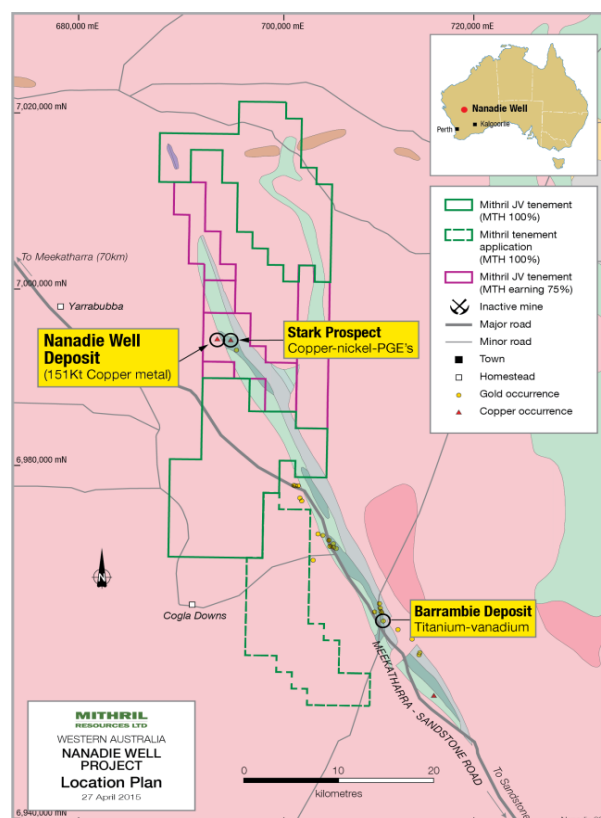 680,000 mE
700,000 mE
720,000 mE
7,020,000 mN
7,000,000 mN
6,980,000 mN
6,940,000 mN
Nanadie Well
Perth
Kalgoorlie
Mithril JV tenement
(MTH 100%)
Mithril tenement
application
(MTH 100%)
Mithril JV tenement
(MTH earning 75%)
Inactive mine
Major road
Minor road
Town
Homestead
Gold occurrence
Copper occurrence
To Meekatharra (70km)
Yarrabubba
Nanadie Well
Deposit
(151Kt Copper metal)
Stark Prospect
Copper-nickel-PGE's
N
Cogla Downs
Barrambie Deposit
Titanium-vanadium
MEEKATHARRA - SANDSTONE ROAD
To Sandstone
MITHRIL
RESOURCES LTD
WESTERN AUSTRALIA
NANADIE WELL
PROJECT
Location Plan
27 April 2015
0 10 20
kilometres